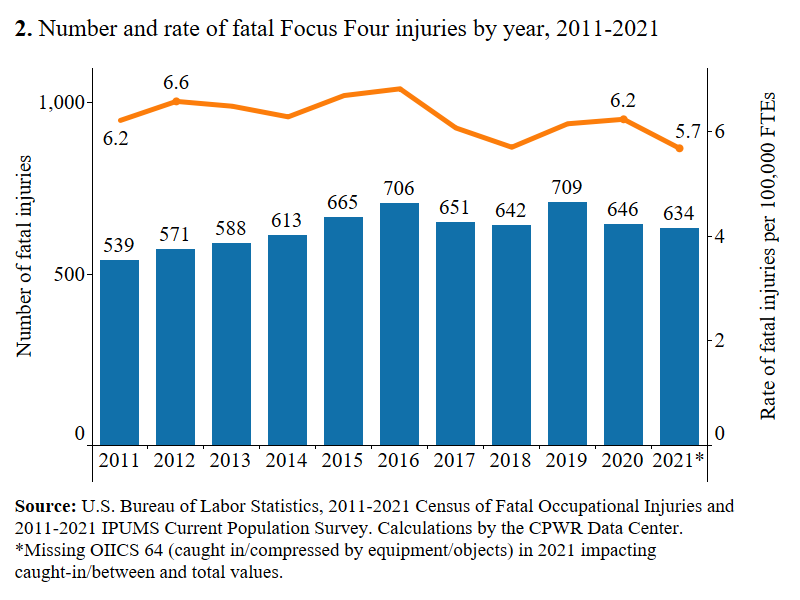 2. Number and rate of fatal Focus Four injuries by year, 2011-2021
Number of fatal injuries
1,000
500
0
6.2
6.6
6.2
5.7
539
571
588
613
665
706
651
642
709
646
634
6
4
2
0
Rate of fatal injuries per 100,000 FTEs
2011 2012 2013 2014 2015 2016 2017 2018 2019 2020 2021*
Source: U.S. Bureau of Labor Statistics, 2011-2021 Census of Fatal Occupational Injuries and
2011-2021 IPUMS Current Population Survey. Calculations by the CPWR Data Center.
*Missing OIICS 64 (caught in/compressed by equipment/objects) in 2021 impacting
caught-in/between and total values.